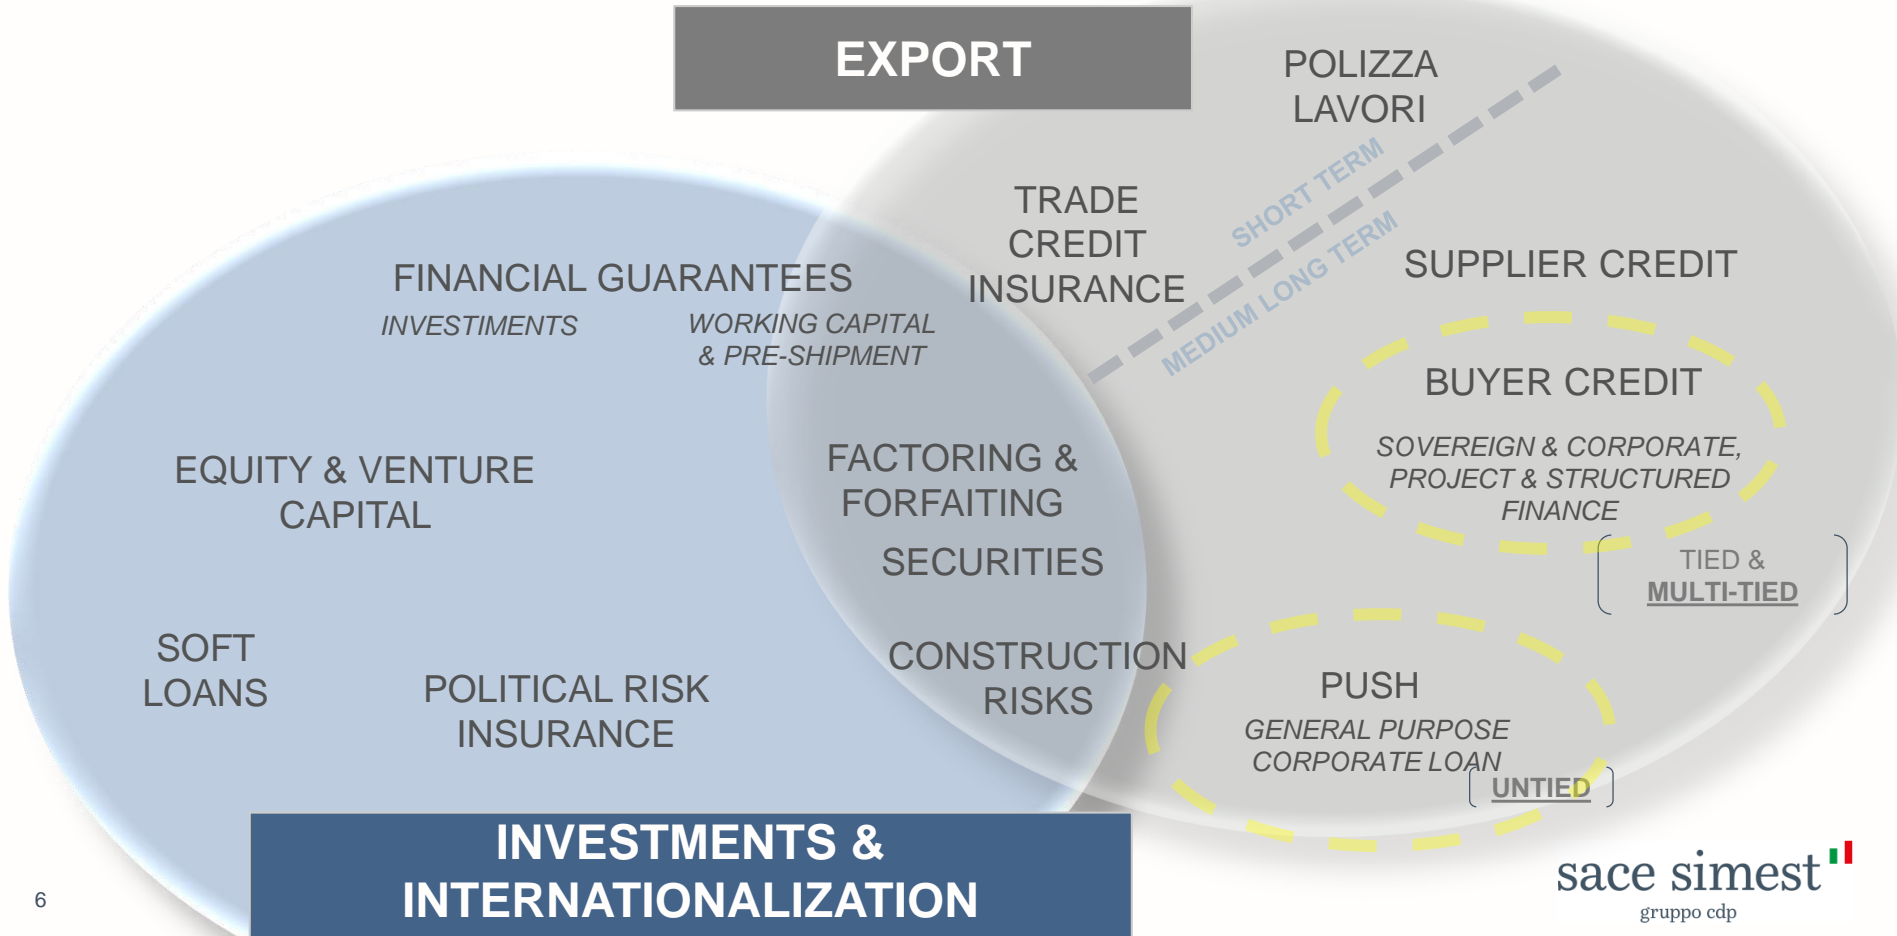 EXPORT
POLIZZA
LAVORI
SHORT TERM
MEDIUM LONG TERM
TRADE
CREDIT
INSURANCE
SUPPLIER CREDIT
FINANCIAL GUARANTEES
INVESTIMENTS
WORKING CAPITAL
& PRE-SHIPMENT
BUYER CREDIT
SOVEREIGN & CORPORATE,
PROJECT & STRUCTURED
FINANCE
EQUITY & VENTURE
CAPITAL
FACTORING &
FORFAITING
SECURITIES
TIED &
MULTI-TIED
SOFT
LOANS
POLITICAL RISK
INSURANCE
CONSTRUCTION
RISKS
PUSH
GENERAL PURPOSE
CORPORATE LOAN
UNTIED
INVESTMENTS &
INTERNATIONALIZATION
6
sace simest
gruppo cdp